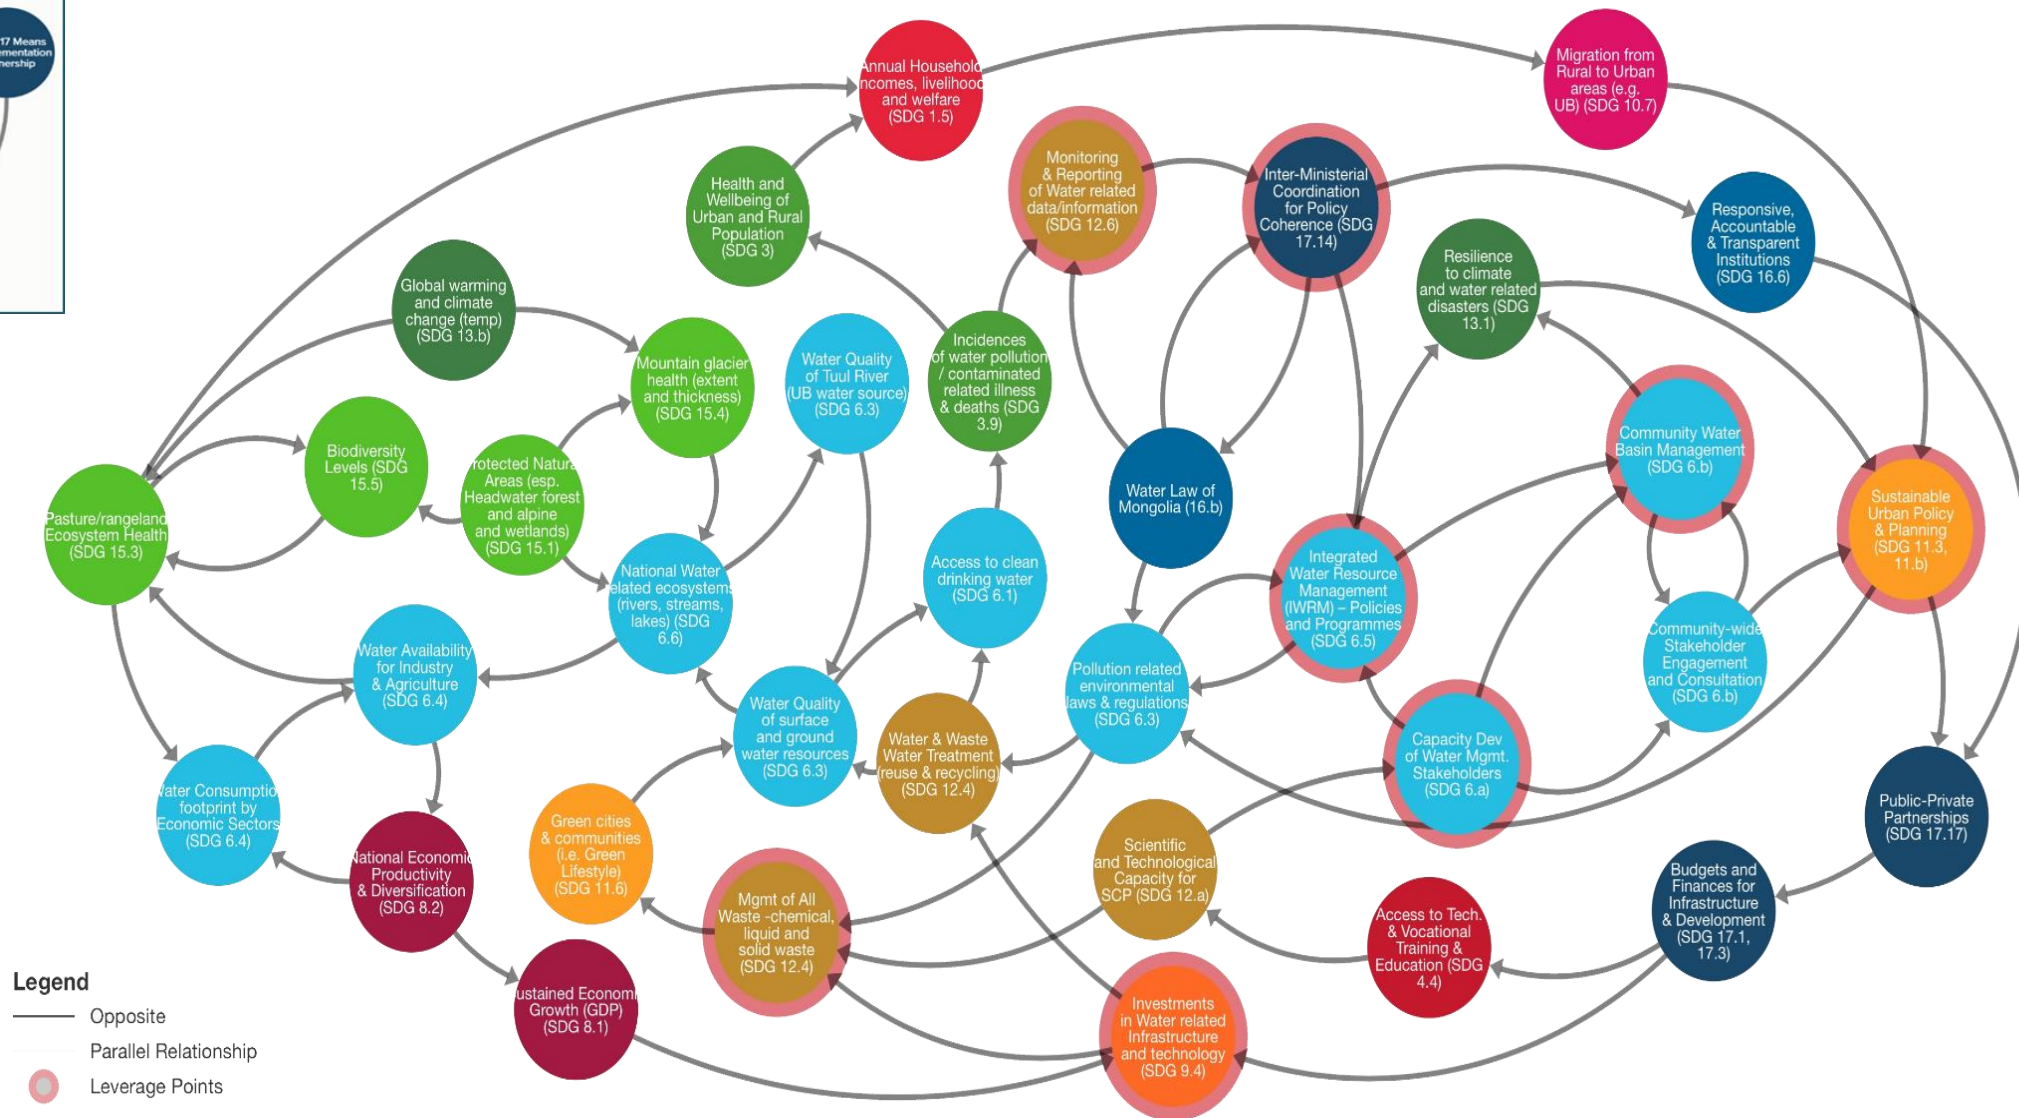 17 Means
Annual Household
incomes, livelihood
and welfare
(SDG 1.5)
Migration from
Rural to Urban
areas (e.g.
UB) (SDG 10.7)
Monitoring
& Reporting
of Water related
data/information
(SDG 12.6)
Inter-Ministerial
Coordination
for Policy
Coherence (SDG
17.14)
Health and
Wellbeing of
Urban and Rural
Population
(SDG 3)
Responsive,
Accountable
& Transparent
Institutions
(SDG 16.6)
Resilience
to climate
and water related
disasters (SDG
13.1)
Global warming
and climate
change (temp)
(SDG 13.b)
Mountain glacier
health (extent
and thickness)
(SDG 15.4)
Water Quality
of Tuul River
(UB water source)
(SDG 6.3)
Incidences
of water pollution
/ contaminated
related illness
& deaths (SDG
3.9)
Biodiversity
Levels (SDG
15.5)
Protected Natural
Areas (esp.
Headwater forest
and alpine
and wetlands)
(SDG 15.1)
Water Law of
Mongolia (16.b)
Community Water
Basin Management
(SDG 6.b)
Sustainable
Urban Policy
& Planning
(SDG 11.3,
11.b)
Pasture/rangeland
Ecosystem Health
(SDG 15.3)
National Water
related ecosystems
(rivers, streams,
lakes) (SDG
6.6)
Access to clean
drinking water
(SDG 6.1)
Integrated
Water Resource
Management
(IWRM) – Policies
and Programmes
(SDG 6.5)
Community-wide
Stakeholder
Engagement
and Consultation
(SDG 6.b)
Water Availability
for Industry
& Agriculture
(SDG 6.4)
Water Quality
of surface
and ground
water resources
(SDG 6.3)
Water & Waste
Water Treatment
(reuse & recycling)
(SDG 12.4)
Pollution related
environmental
laws & regulations
(SDG 6.3)
Capacity Dev
of Water Mgmt.
Stakeholders
(SDG 6.a)
Water Consumption
footprint by
Economic Sectors
(SDG 6.4)
National Economic
Productivity
& Diversification
(SDG 8.2)
Green cities
& communities
(i.e. Green
Lifestyle)
(SDG 11.6)
Mgmt of All
Waste -chemical,
liquid and
solid waste
(SDG 12.4)
Scientific
and Technological
Capacity for
SCP (SDG 12.a)
Access to Tech.
& Vocational
Training &
Education (SDG
4.4)
Budgets and
Finances for
Infrastructure
& Development
(SDG 17.1,
17.3)
Public-Private
Partnerships
(SDG 17.17)
Sustained Economic
Growth (GDP)
(SDG 8.1)
Investments
in Water related
Infrastructure
and technology
(SDG 9.4)
Legend
Opposite
Parallel Relationship
Leverage Points